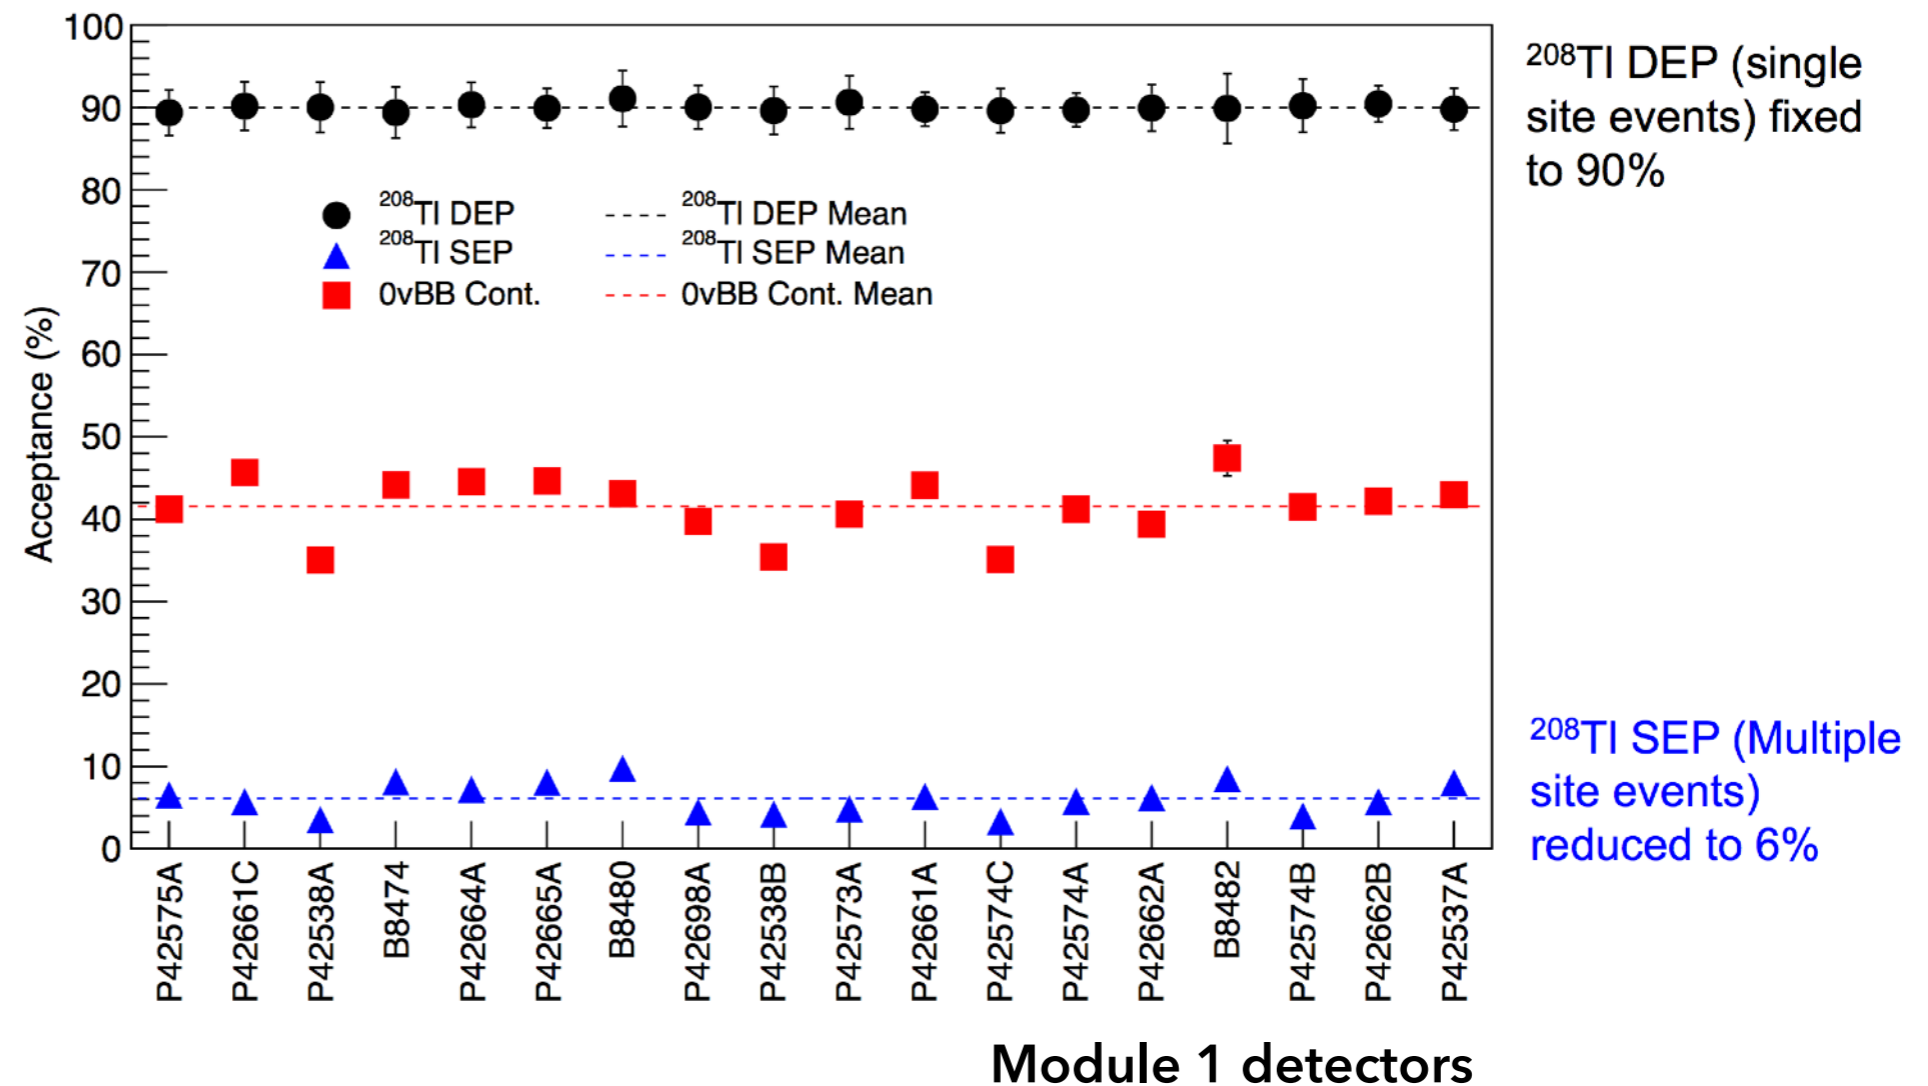 100
90
80
70
60
50
40
30
20
10
0
Acceptance (%)
208Tl DEP
208Tl DEP Mean
208Tl SEP
208Tl SEP Mean
0vBB Cont.
0vBB Cont. Mean
P42575A
P42661C
P42538A
B8474
P42664A
P42665A
B8480
P42698A
P42538B
P42573A
P42661A
P42574C
P42574A
P42662A
B8482
P42574B
P42662B
P42537A
Module 1 detectors
208Tl DEP (single
site events) fixed
to 90%
208Tl SEP (Multiple
site events)
reduced to 6%